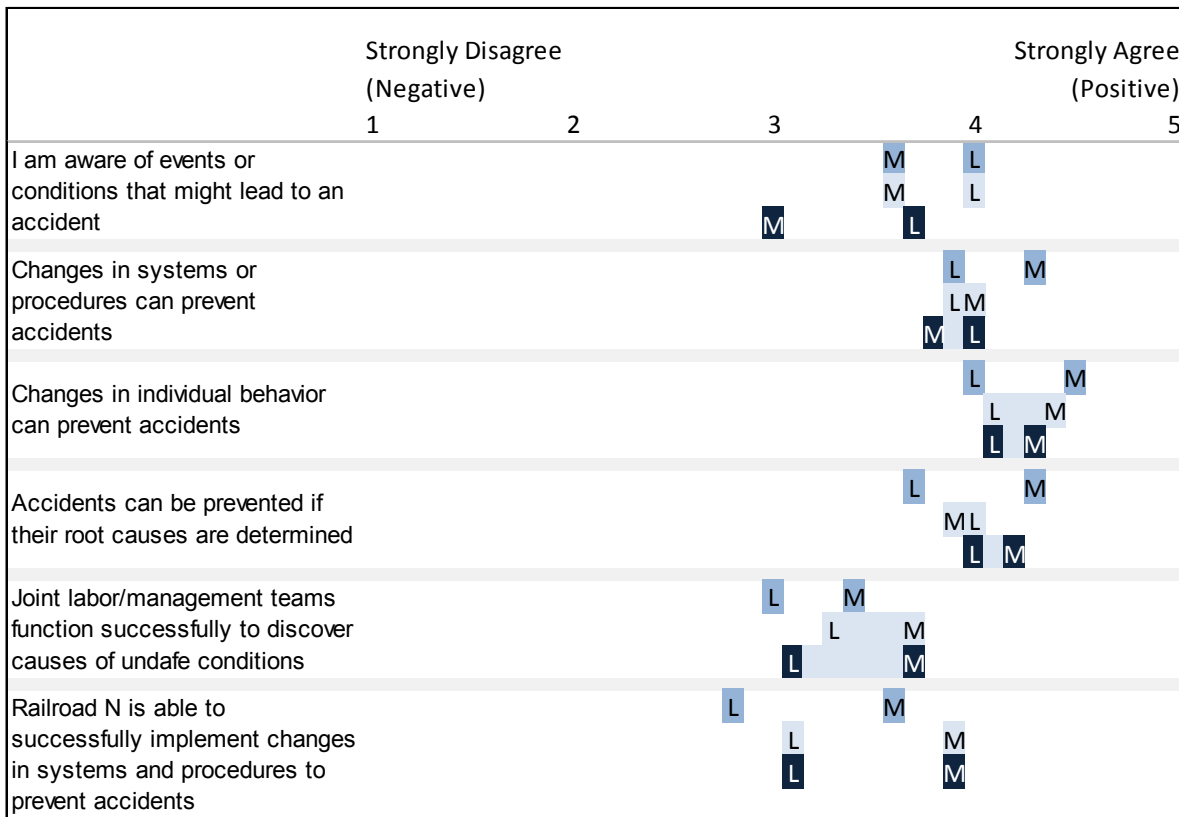 Strongly Disagree Strongly Agree
(Negative) (Positive)
1 2 3 4 5
I am aware of events or M L
conditions that might lead to an M L
accident M L
Changes in systems or L M
procedures can prevent L M
accidents M L
L M
Changes in individual behavior
can prevent accidents L M
L M
L M
Accidents can be prevented if
their root causes are determined M L
L M
Joint labor/management teams L M
function successfully to discover L M
causes of undafe conditions L M
Railroad N is able to L M
successfully implement changes L M
in systems and procedures to L M
prevent accidents